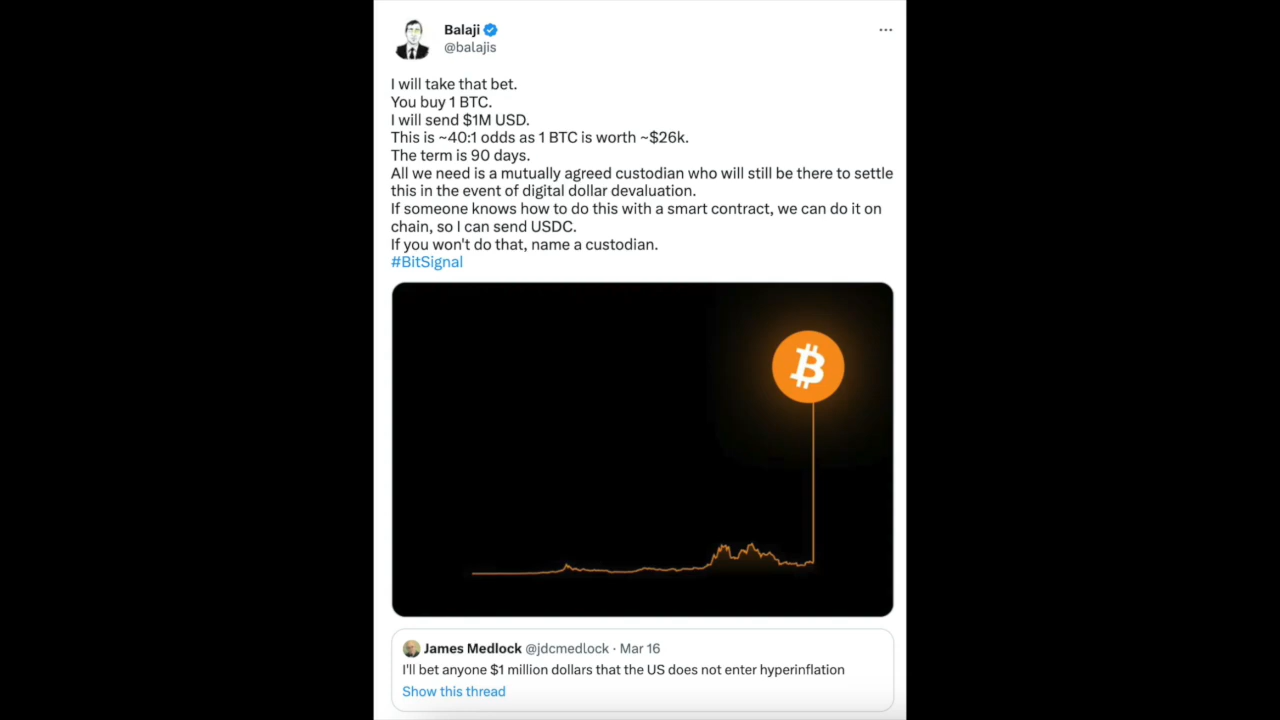 Balaji
@balajis
I will take that bet.
You buy 1 BTC.
I will send $1M USD.
This is ~40:1 odds as 1 BTC is worth ~$26k.
The term is 90 days.
All we need is a mutually agreed custodian who will still be there to settle
this in the event of digital dollar devaluation.
If someone knows how to do this with a smart contract, we can do it on
chain, so I can send USDC.
If you won't do that, name a custodian.
#BitSignal
James Medlock @jdcmedlock · Mar 16
I'll bet anyone $1 million dollars that the US does not enter hyperinflation
Show this thread